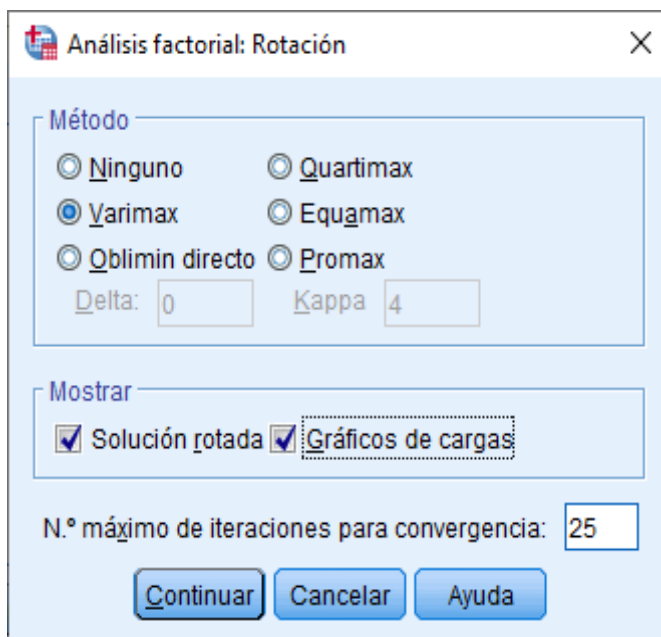 Análisis factorial: Rotación
Método
Ninguno Quartimax
Varimax Equamax
Oblimin directo Promax
Delta: 0 Kappa 4
Mostrar
Solución rotada Gráficos de cargas
N.º máximo de iteraciones para convergencia: 25
Continuar Cancelar Ayuda